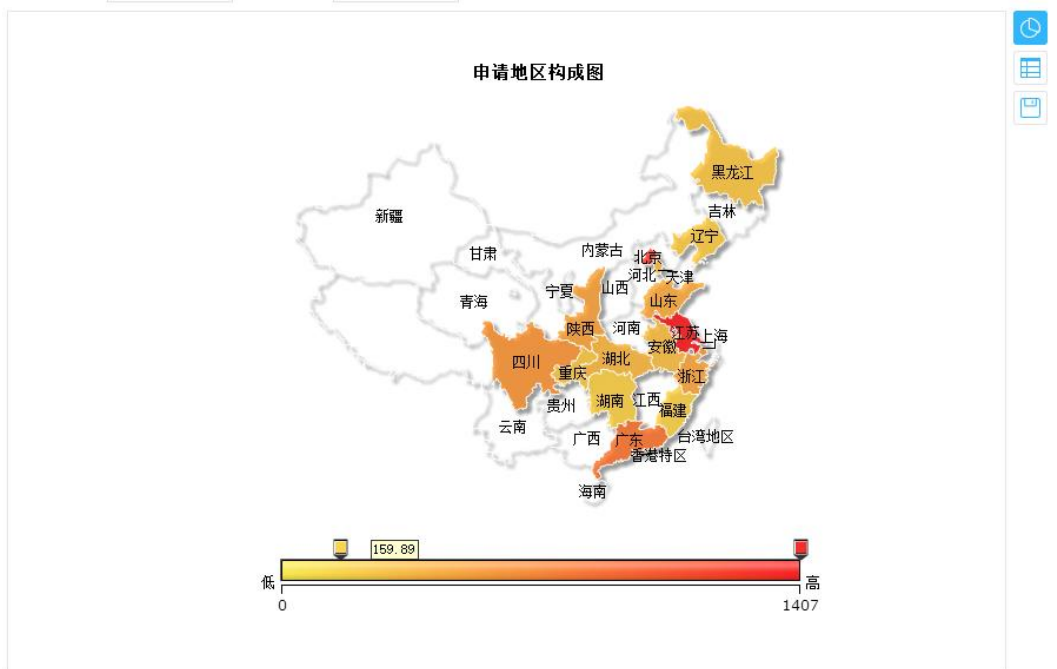 申请地区构成图
黑龙江
吉林
新疆
辽宁
内蒙古
甘肃
北京
河北
天津
宁夏
山西
青海
山东
陕西
河南
江苏
上海
安徽
四川
湖北
重庆
浙江
湖南
江西
贵州
福建
云南
广西
广东
台湾地区
香港特区
海南
159.89
低
高
0
1407